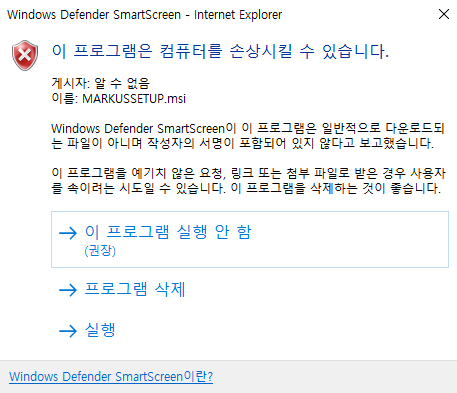 Windows Defender SmartScreen - Internet Explorer
이 프로그램은 컴퓨터를 손상시킬 수 있습니다.
게시자: 알 수 없음
이름: MARKUSSETUP.msi
Windows Defender SmartScreen이 이 프로그램은 일반적으로 다운로드되
는 파일이 아니며 작성자의 서명이 포함되어 있지 않다고 보고했습니다.
이 프로그램을 예기치 않은 요청, 링크 또는 첨부 파일로 받은 경우 사용자
를 속이려는 시도일 수 있습니다. 이 프로그램을 삭제하는 것이 좋습니다.
이 프로그램 실행 안 함
(권장)
프로그램 삭제
실행
Windows Defender SmartScreen이란?